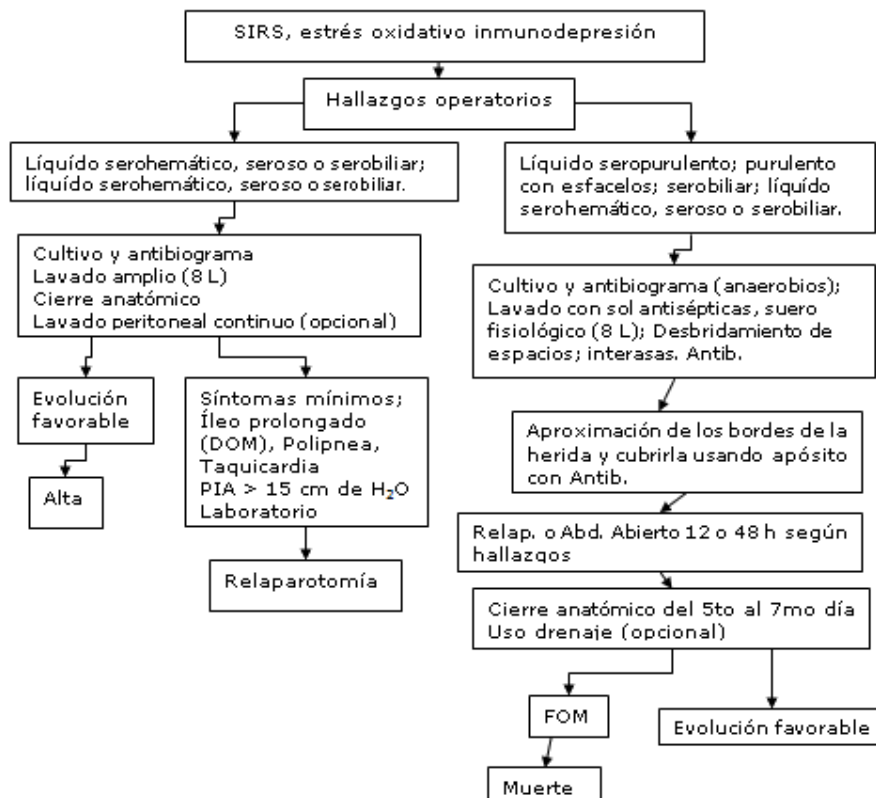 SIRS, estrés oxidativo inmunodepresión
Hallazgos operatorios
Líquído serohemático, seroso o serobiliar;
líquído serohemático, seroso o serobiliar.
Cultivo y antibiograma
Lavado amplio (8 L)
Cierre anatómico
Lavado peritoneal continuo (opcional)
Evolución
favorable
Alta
Síntomas mínimos;
Íleo prolongado
(DOM), Polipnea,
Taquicardia
PIA > 15 cm de H₂O
Laboratorio
Relaparotomía
Líquido seropurulento; purulento
con esfacelos; serobiliar; líquído
serohemático, seroso o serobiliar.
Cultivo y antibiograma (anaerobios);
Lavado con sol antisépticas, suero
fisiológico (8 L); Desbridamiento de
espacios; interasas. Antib.
Aproximación de los bordes de la
herida y cubrirla usando apósito
con Antib.
Relap. o Abd. Abierto 12 o 48 h según
hallazgos
Cierre anatómico del 5to al 7mo día
Uso drenaje (opcional)
FOM
Muerte
Evolución favorable